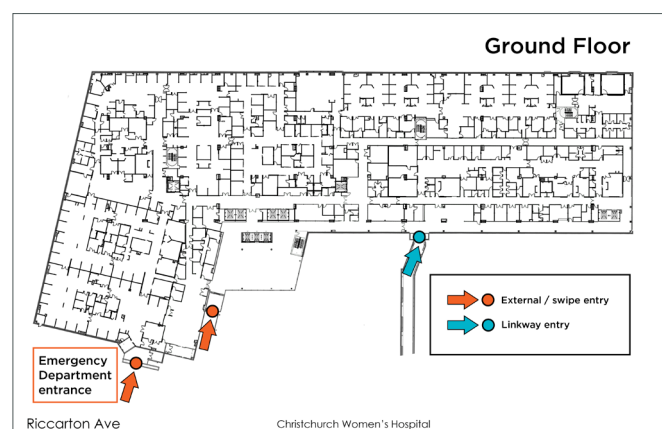 Ground Floor
External / swipe entry
Linkway entry
Emergency
Department
entrance
Riccarton Ave
Christchurch Women's Hospital